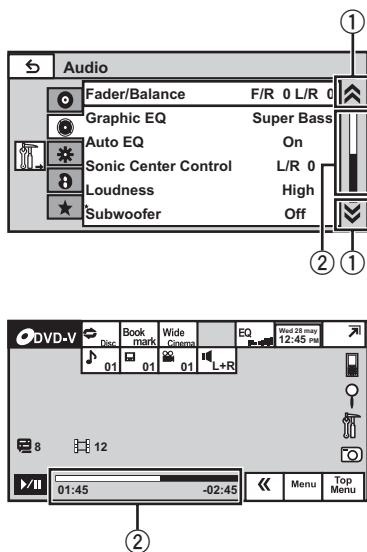 ①
Audio
Fader/Balance F/R 0 L/R 0
Graphic EQ Super Bass
Auto EQ On
Sonic Center Control L/R 0
Loudness High
Subwoofer Off
② ①
DVD-V Disc Book mark Wide Cinema EQ Wed 28 may 12:45 PM
01 01 01 L+R
8 12
01:45 -02:45 Menu Top Menu
②